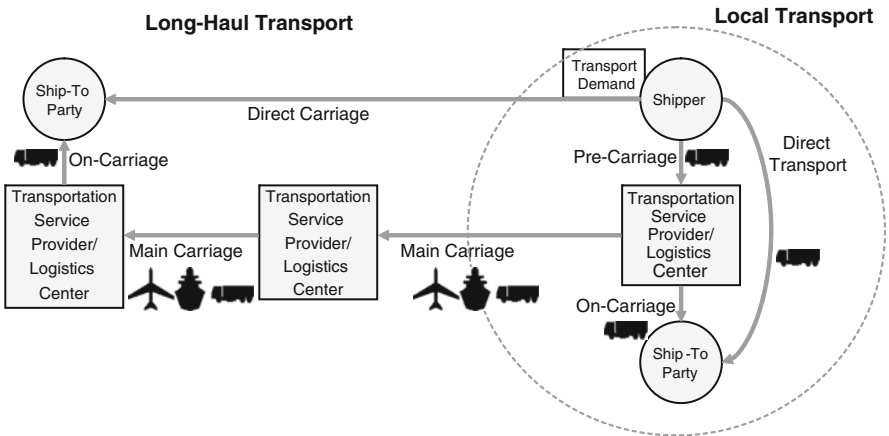 Long-Haul Transport
Local Transport
Transport
Demand
Ship-To
Party
Shipper
Direct Carriage
On-Carriage
Pre-Carriage
Direct
Transport
Transportation
Service
Provider/
Logistics
Center
Main Carriage
Transportation
Service
Provider/
Logistics
Center
Main Carriage
Transportation
Service
Provider/
Logistics
Center
On-Carriage
Ship-To
Party